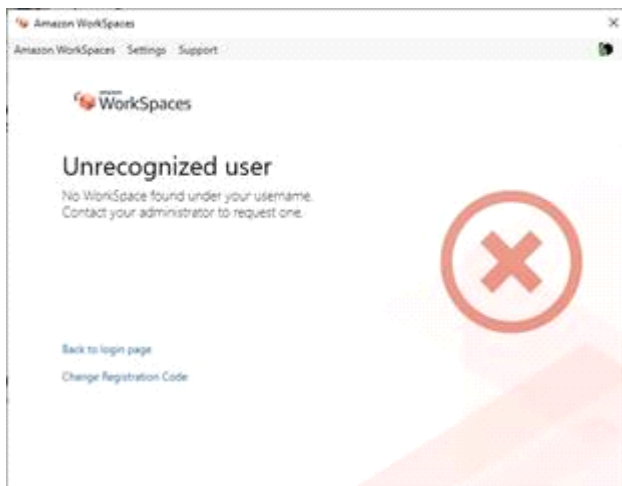 Amazon WorkSpaces
Amazon WorkSpaces Settings Support
amazon
WorkSpaces
Unrecognized user
No WorkSpace found under your username.
Contact your administrator to request one.
Back to login page
Change Registration Code